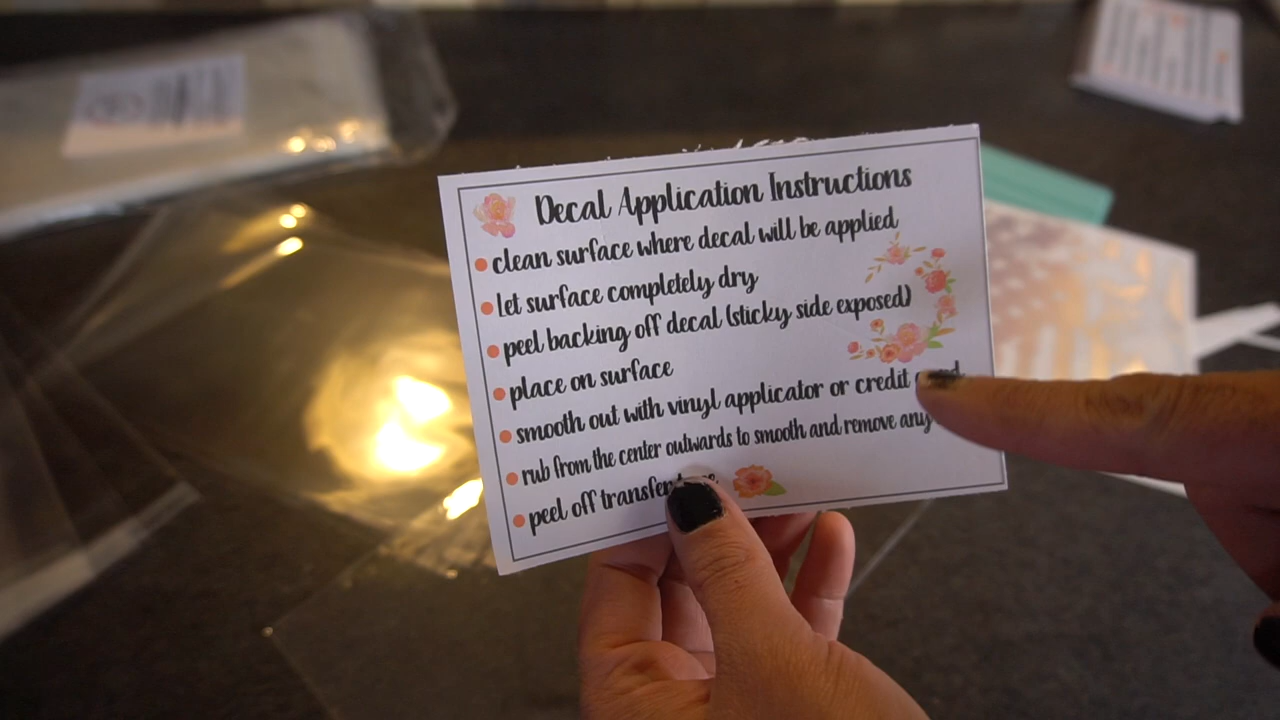 Decal Application Instructions
clean surface where decal will be applied
let surface completely dry
peel backing off decal (sticky side exposed)
place on surface
smooth out with vinyl applicator or credit
rub from the center outwards to smooth and remove any
peel off transfer